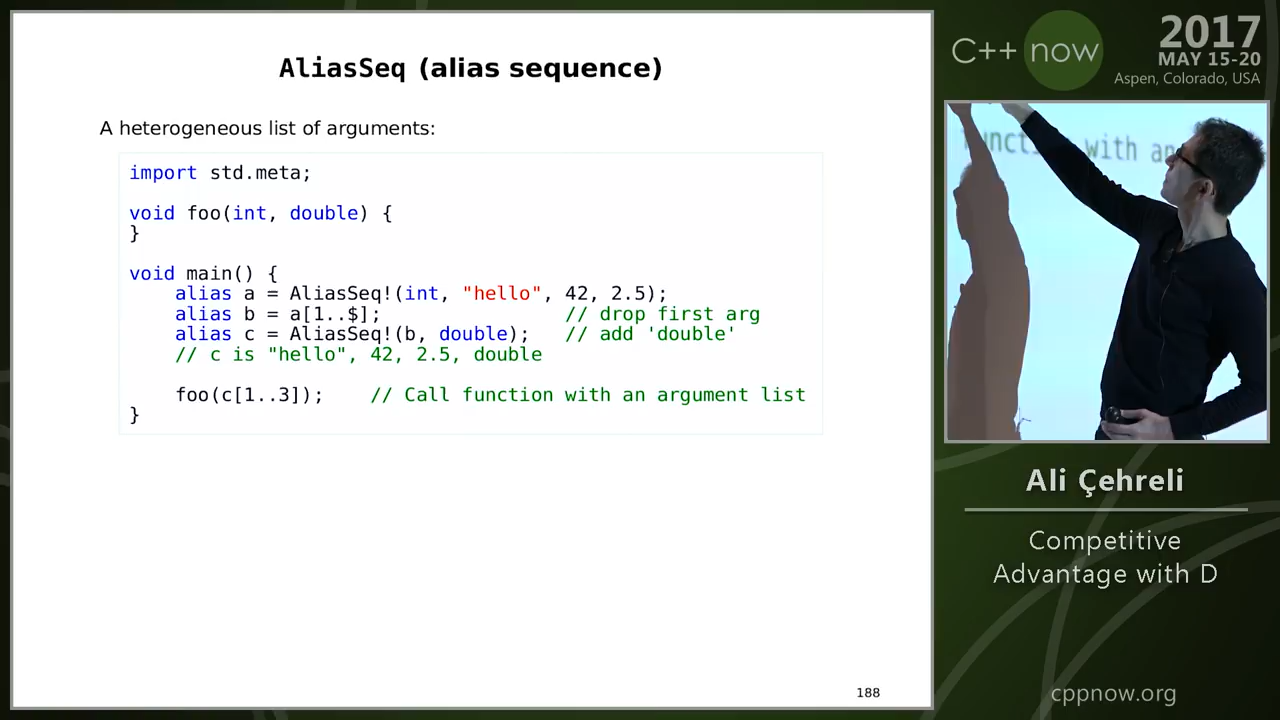 AliasSeq (alias sequence)
A heterogeneous list of arguments:
import std.meta;
void foo(int, double) {
}
void main() {
    alias a = AliasSeq!(int, "hello", 42, 2.5);
    alias b = a[1..$];                // drop first arg
    alias c = AliasSeq!(b, double);   // add 'double'
    // c is "hello", 42, 2.5, double
    foo(c[1..3]);    // Call function with an argument list
}
188
C++ now
2017
MAY 15-20
Aspen, Colorado, USA
with an
Ali Çehreli
Competitive
Advantage with D
cppnow.org